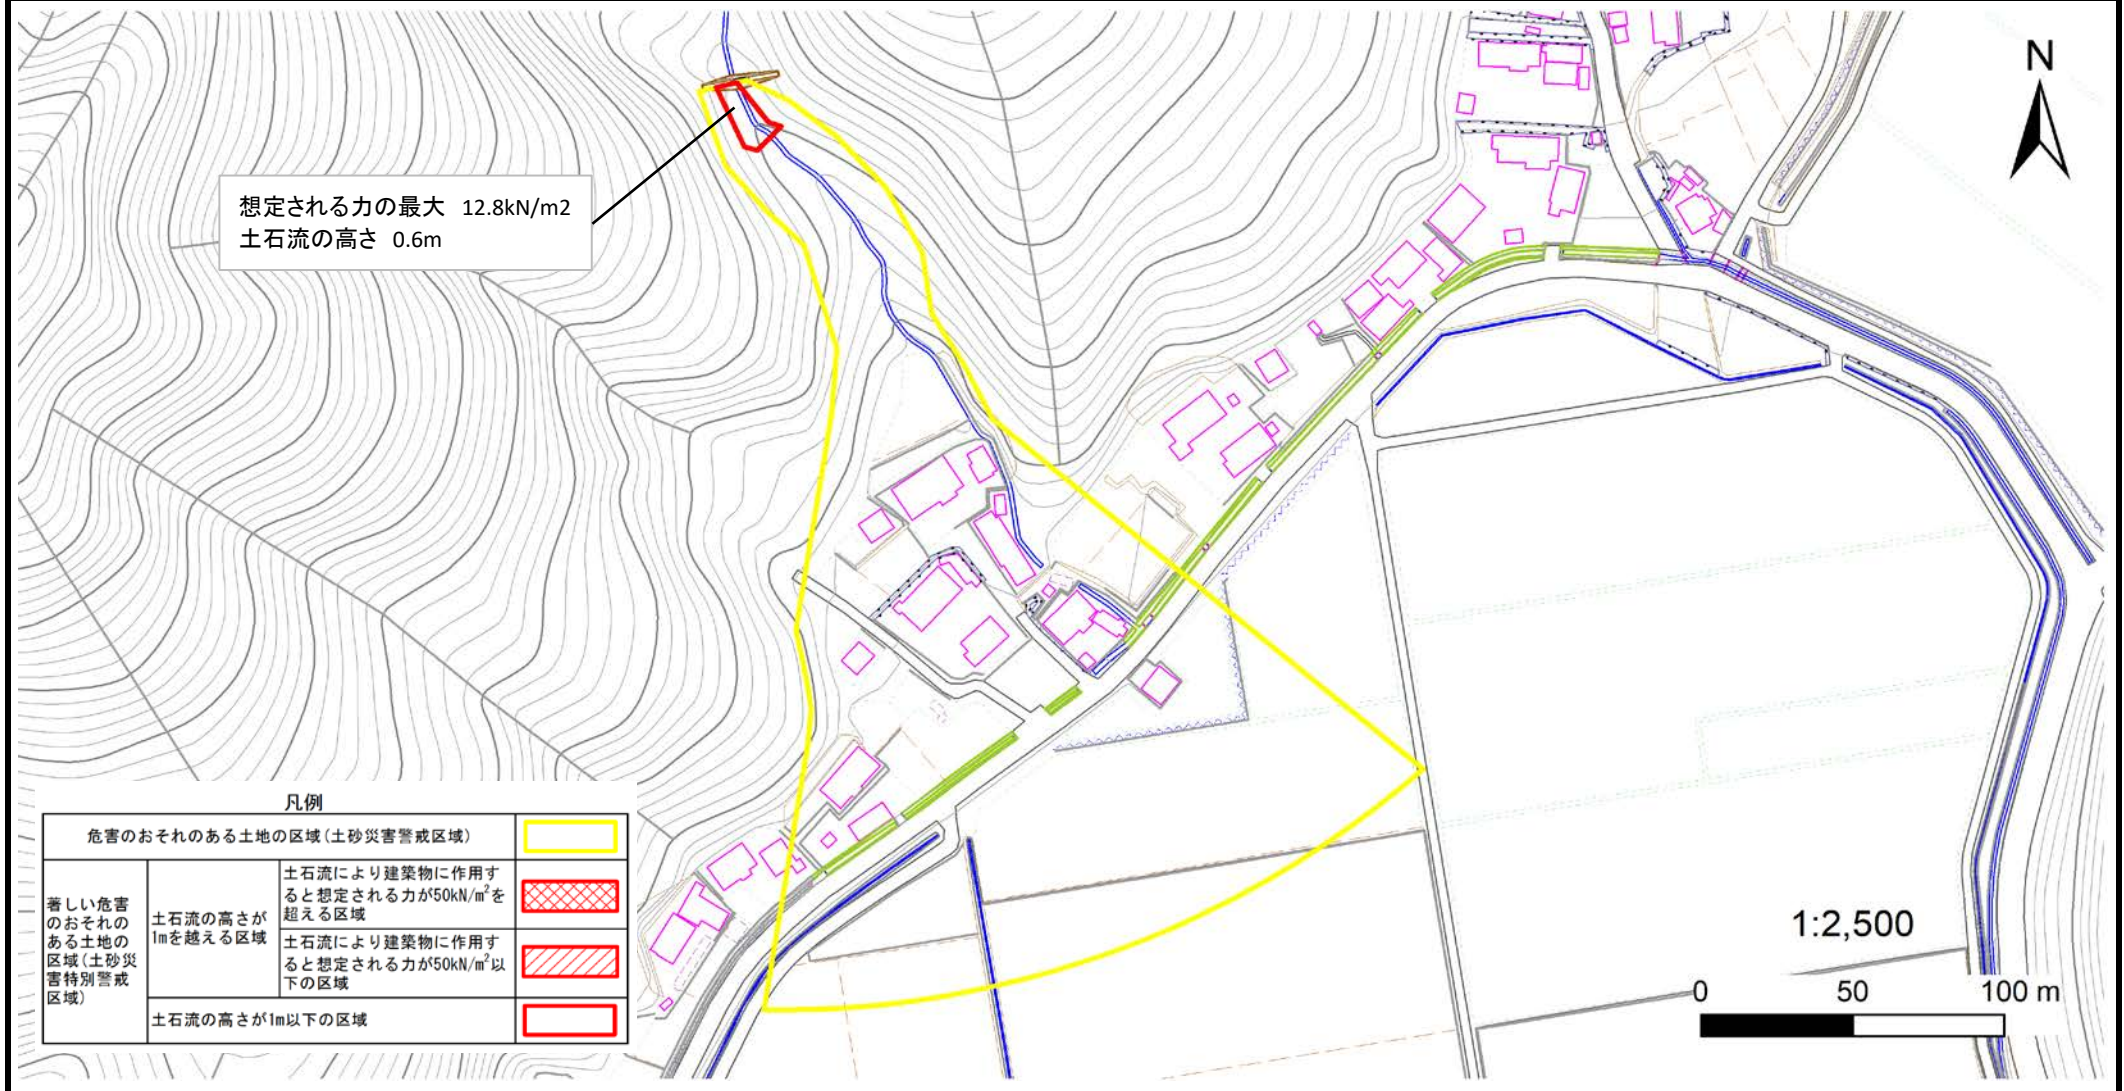 N
想定される力の最大 12.8kN/m2
土石流の高さ 0.6m
凡例
危害のおそれのある土地の区域(土砂災害警戒区域)
著しい危害
のおそれの
ある土地の
区域(土砂災
害特別警戒
区域)
土石流の高さが
1mを越える区域
土石流により建築物に作用す
ると想定される力が50kN/m²を
超える区域
土石流により建築物に作用す
ると想定される力が50kN/m²以
下の区域
土石流の高さが1m以下の区域
1:2,500
0 50 100 m